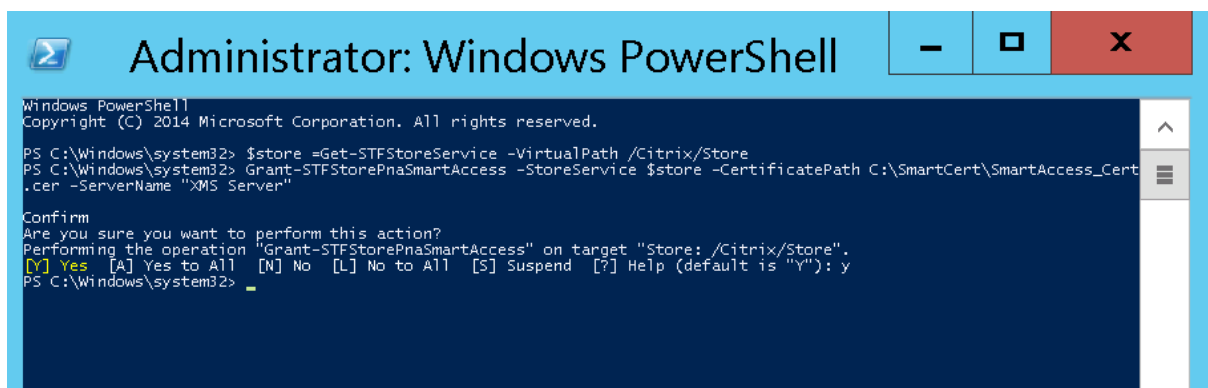 Administrator: Windows PowerShell
Windows PowerShell
Copyright (C) 2014 Microsoft Corporation. All rights reserved.
PS C:\Windows\system32> $store =Get-STFStoreService -VirtualPath /Citrix/Store
PS C:\Windows\system32> Grant-STFStorePnaSmartAccess -StoreService $store -CertificatePath C:\SmartCert\SmartAccess_Cert
.cer -ServerName "XMS Server"
Confirm
Are you sure you want to perform this action?
Performing the operation "Grant-STFStorePnaSmartAccess" on target "Store: /Citrix/Store".
[Y] Yes  [A] Yes to All  [N] No  [L] No to All  [S] Suspend  [?] Help (default is "Y"): y
PS C:\Windows\system32>